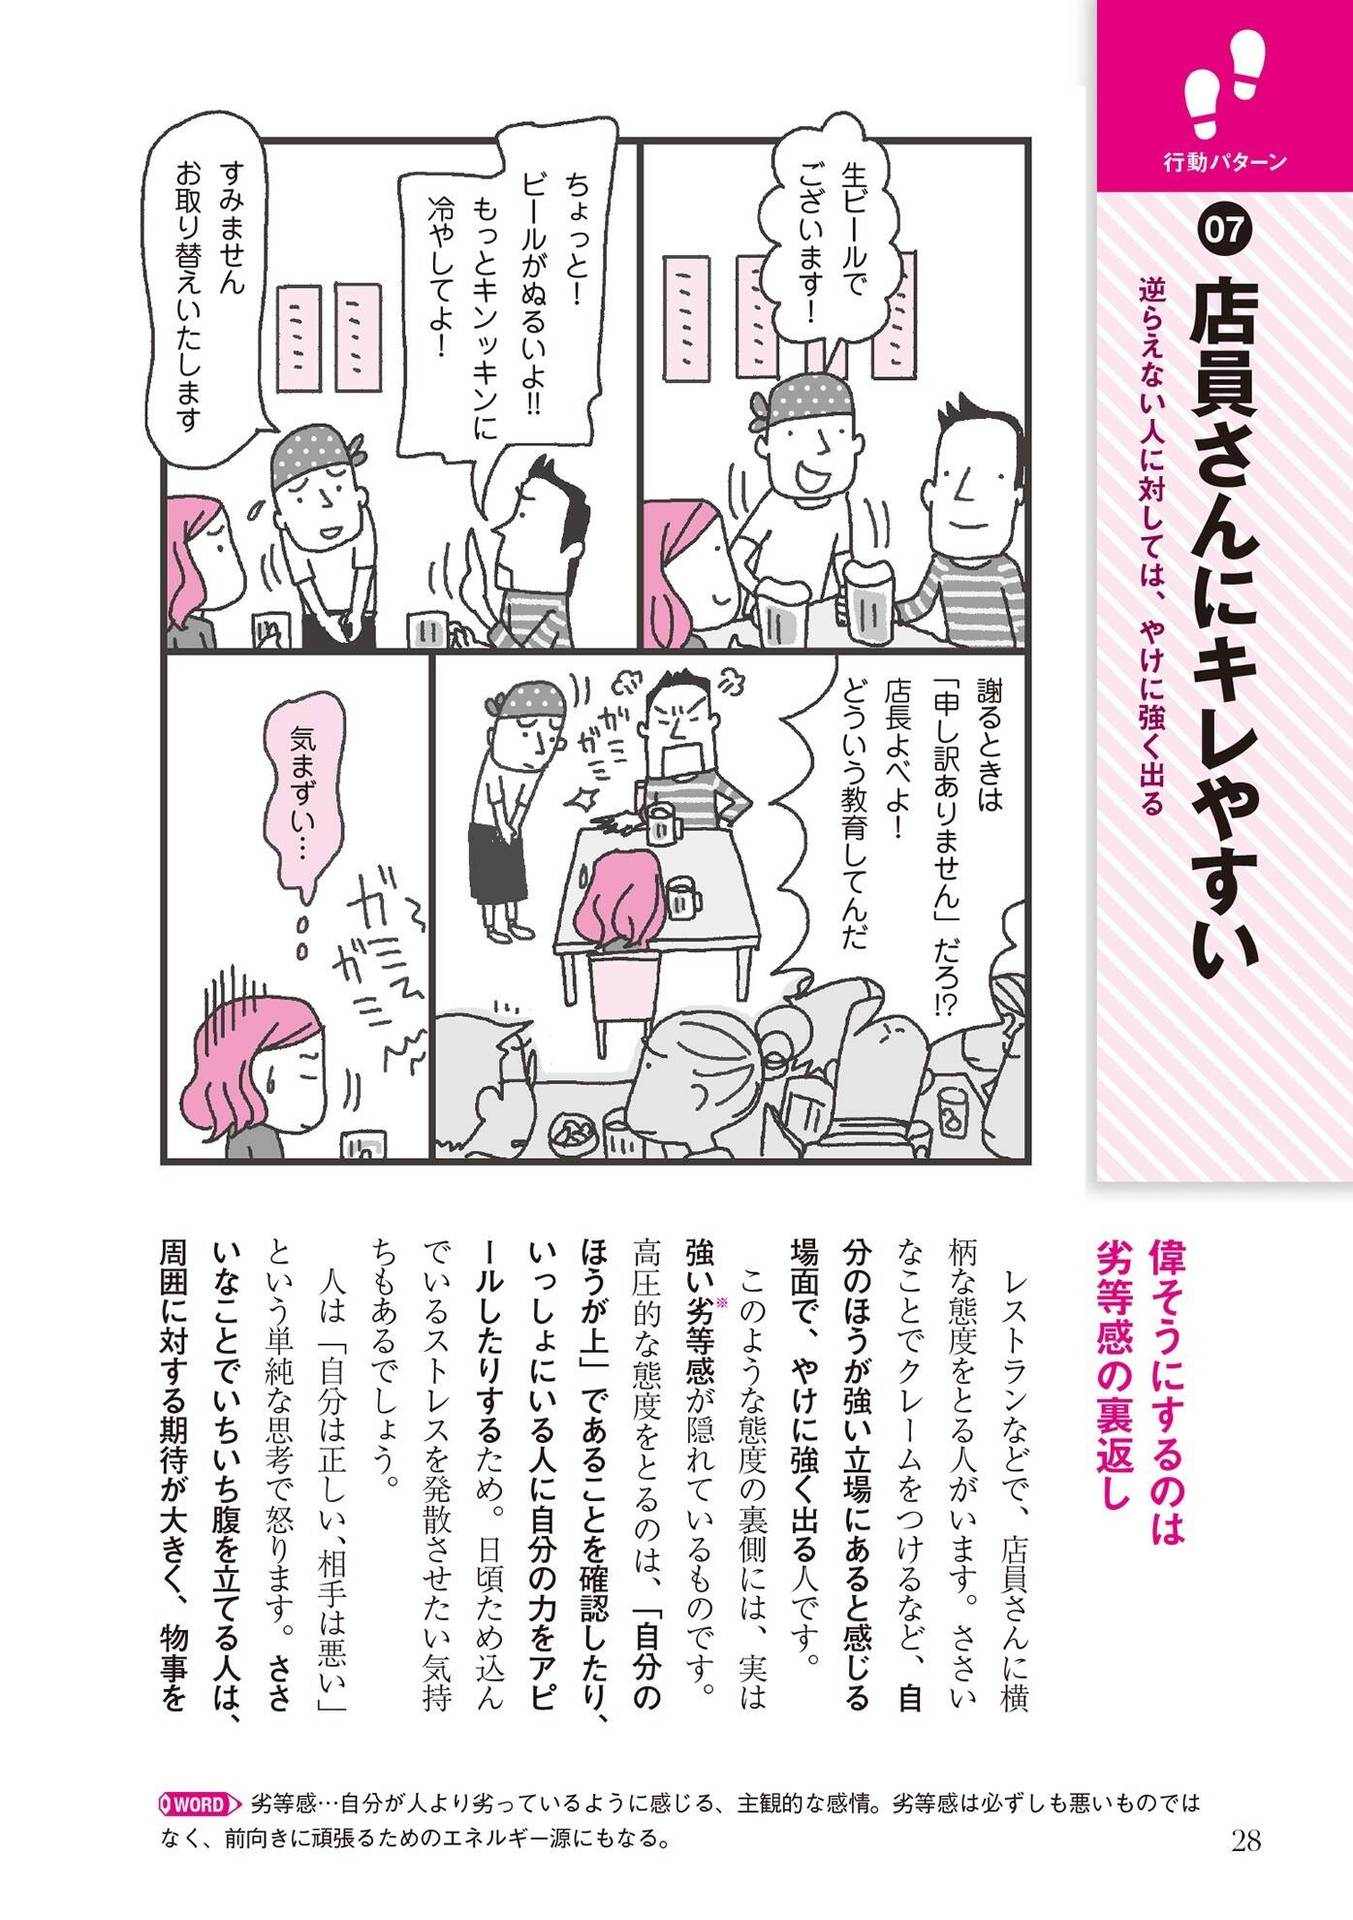 行動パターン
07
店員さんにキレやすい
逆らえない人に対しては、やけに強く出る
生ビールで
ございます！
ちょっと！
ビールがぬるいよ!!
もっとキンッキンに
冷やしてよ！
すみません
お取り替えいたします
謝るときは
「申し訳ありません」だろ!?
店長よべよ！
どういう教育してんだ
ガミガミ
気まずい…
ガミガミ
ガミガミ
偉そうにするのは
劣等感の裏返し
レストランなどで、店員さんに横
柄な態度をとる人がいます。ささい
なことでクレームをつけるなど、自
分のほうが強い立場にあると感じる
場面で、やけに強く出る人です。
このような態度の裏側には、実は
強い劣等感※が隠れているものです。
高圧的な態度をとるのは、「自分の
ほうが上」であることを確認したり、
いっしょにいる人に自分の力をアピ
ールしたりするため。日頃ため込ん
でいるストレスを発散させたい気持
ちもあるでしょう。
人は「自分は正しい、相手は悪い」
という単純な思考で怒ります。ささ
いなことでいちいち腹を立てる人は、
周囲に対する期待が大きく、物事を
WORD 劣等感…自分が人より劣っているように感じる、主観的な感情。劣等感は必ずしも悪いものでは
なく、前向きに頑張るためのエネルギー源にもなる。
28